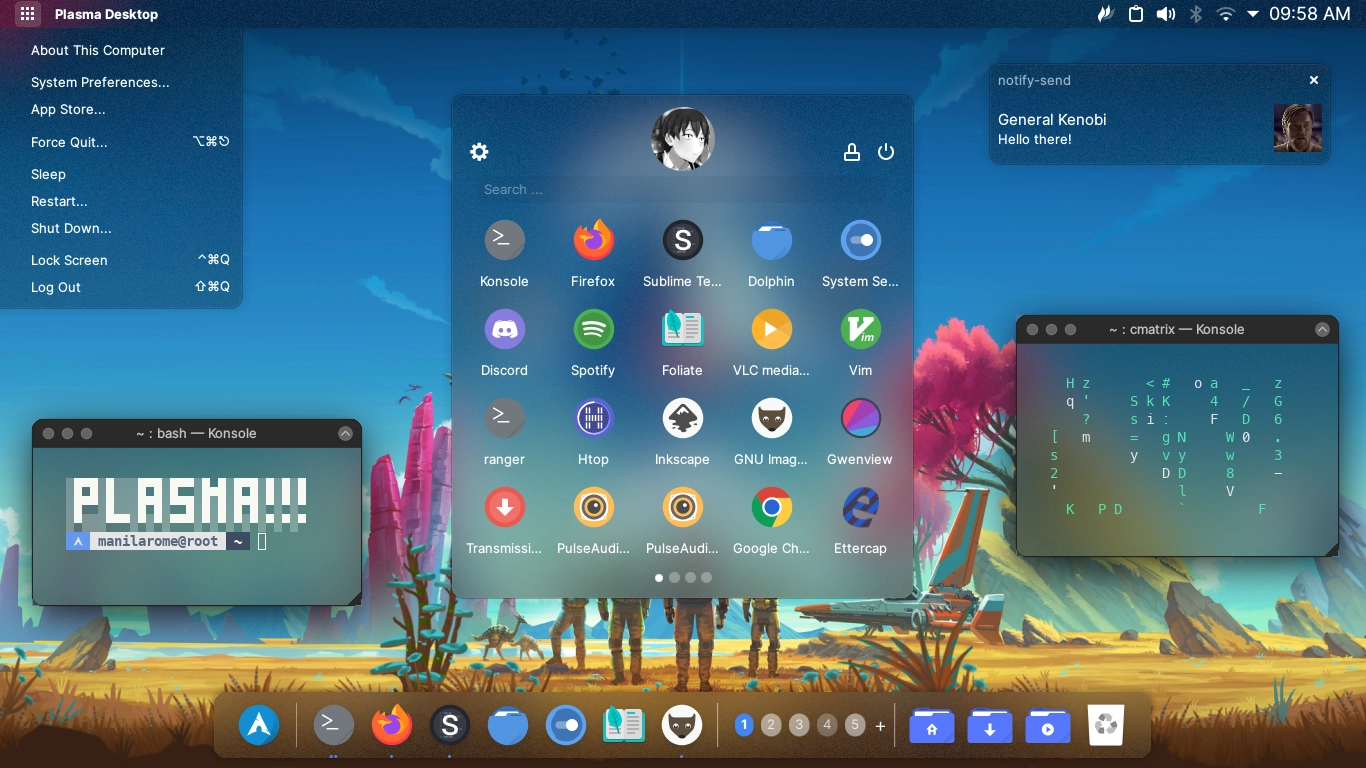 Plasma Desktop
09:58 AM
About This Computer
System Preferences...
App Store...
Force Quit... ⌥⌘⎋
Sleep
Restart...
Shut Down...
Lock Screen ^⌘Q
Log Out ⇧⌘Q
notify-send
General Kenobi
Hello there!
Search ...
Konsole Firefox Sublime Te... Dolphin System Se...
Discord Spotify Foliate VLC media... Vim
ranger Htop Inkscape GNU Imag... Gwenview
Transmissi... PulseAudi... PulseAudi... Google Ch... Ettercap
~ : bash — Konsole
PLASMA!!!
manilarome@root ~
~ : cmatrix — Konsole
H z < # o a _ z
q ' S k K 4 / G
? s i : F D 6
[ m = g N W 0 .
s y v y w 3
2 D D 8 –
' l V
K P D ` F
1 2 3 4 5 +